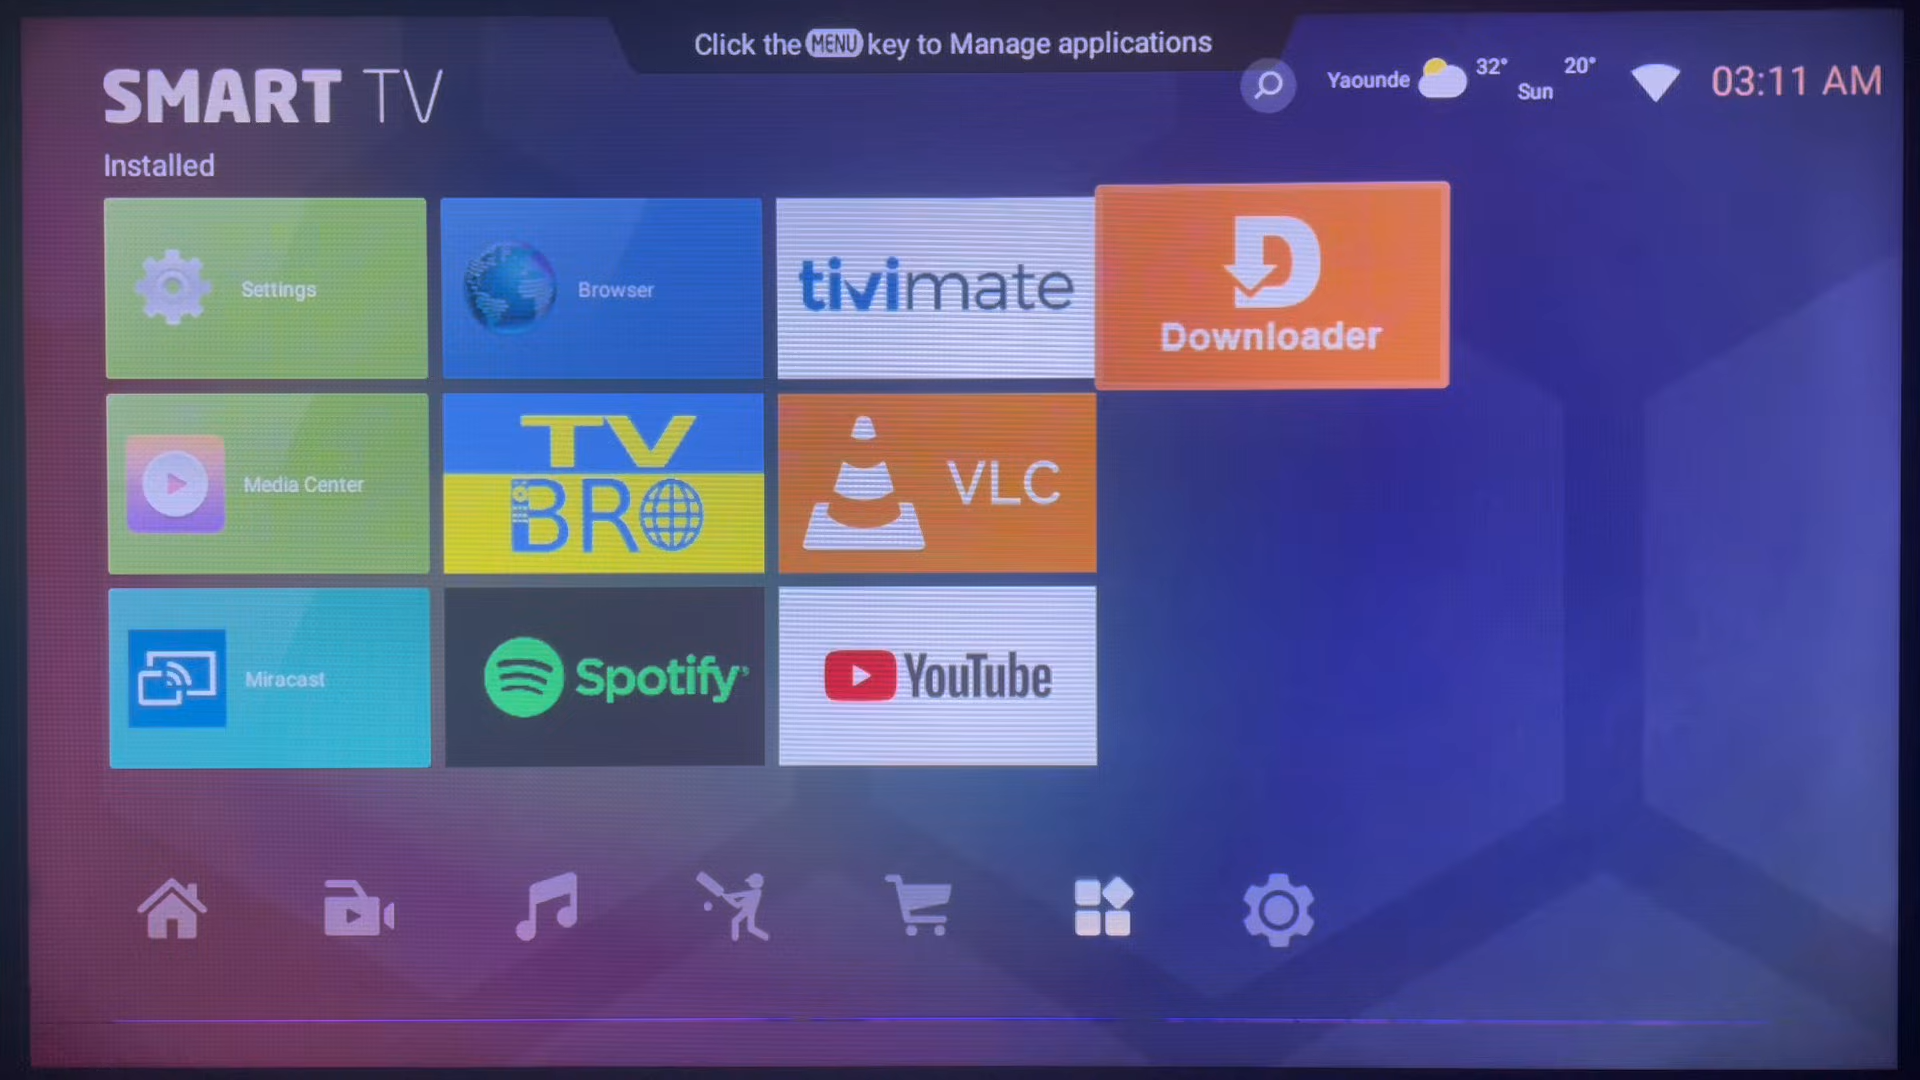 Click the MENU key to Manage applications
SMART TV
Yaounde
32°
Sun
20°
03:11 AM
Installed
Settings
Browser
tivimate
Downloader
Media Center
TV
BRO
VLC
Miracast
Spotify
YouTube